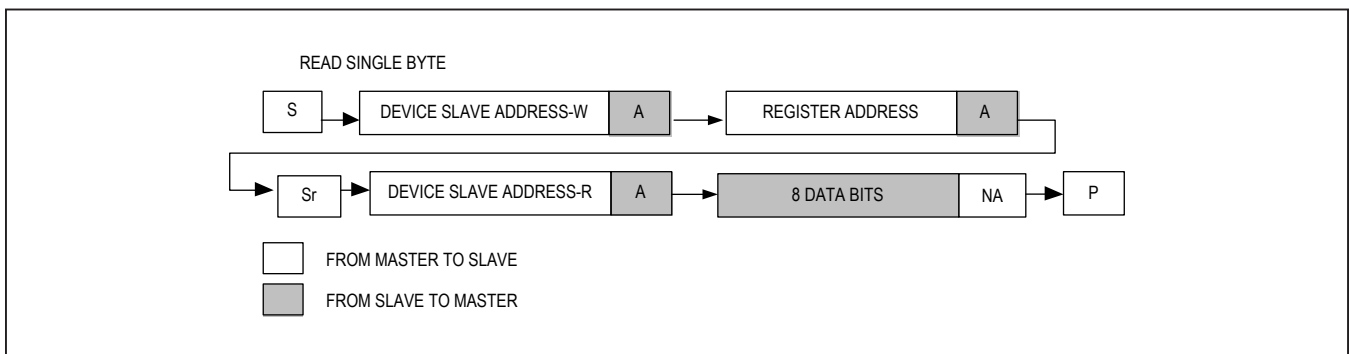 READ SINGLE BYTE
S DEVICE SLAVE ADDRESS-W A REGISTER ADDRESS A
Sr DEVICE SLAVE ADDRESS-R A 8 DATA BITS NA P
FROM MASTER TO SLAVE
FROM SLAVE TO MASTER